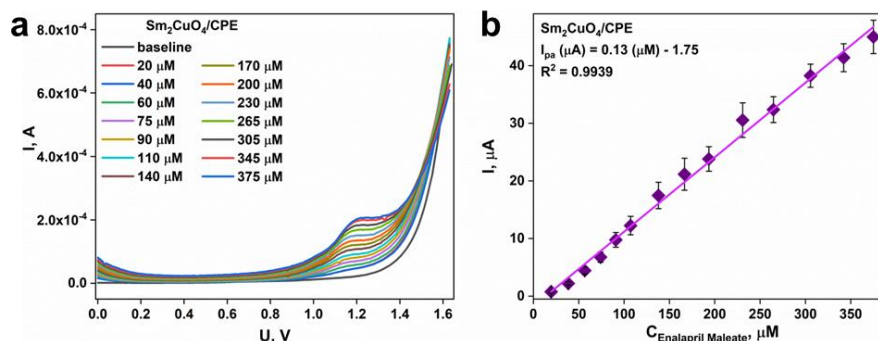 a
Sm₂CuO₄/CPE
baseline
20 μM
40 μM
60 μM
75 μM
90 μM
110 μM
140 μM
170 μM
200 μM
230 μM
265 μM
305 μM
345 μM
375 μM
I, A
8.0x10⁻⁴
6.0x10⁻⁴
4.0x10⁻⁴
2.0x10⁻⁴
0.0
0.0 0.2 0.4 0.6 0.8 1.0 1.2 1.4 1.6
U, V
b
Sm₂CuO₄/CPE
Iₚₐ (μA) = 0.13 (μM) - 1.75
R² = 0.9939
I, μA
40
30
20
10
0
0 50 100 150 200 250 300 350
C_Enalapril Maleate, μM